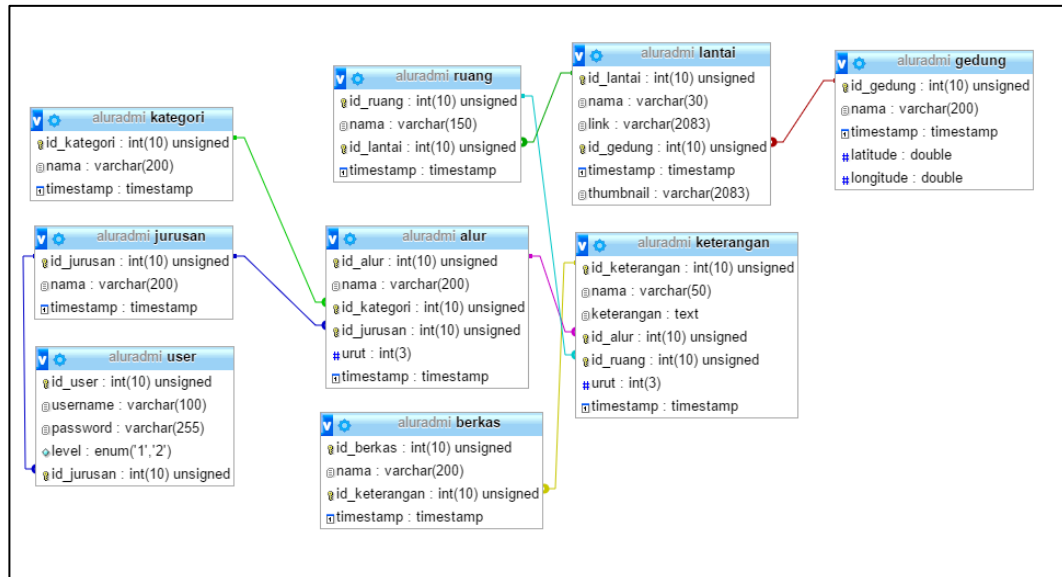 aluradmi kategori
id_kategori : int(10) unsigned
nama : varchar(200)
timestamp : timestamp
aluradmi jurusan
id_jurusan : int(10) unsigned
nama : varchar(200)
timestamp : timestamp
aluradmi user
id_user : int(10) unsigned
username : varchar(100)
password : varchar(255)
level : enum('1','2')
id_jurusan : int(10) unsigned
aluradmi ruang
id_ruang : int(10) unsigned
nama : varchar(150)
id_lantai : int(10) unsigned
timestamp : timestamp
aluradmi alur
id_alur : int(10) unsigned
nama : varchar(200)
id_kategori : int(10) unsigned
id_jurusan : int(10) unsigned
# urut : int(3)
timestamp : timestamp
aluradmi berkas
id_berkas : int(10) unsigned
nama : varchar(200)
id_keterangan : int(10) unsigned
timestamp : timestamp
aluradmi lantai
id_lantai : int(10) unsigned
nama : varchar(30)
link : varchar(2083)
id_gedung : int(10) unsigned
timestamp : timestamp
thumbnail : varchar(2083)
aluradmi keterangan
id_keterangan : int(10) unsigned
nama : varchar(50)
keterangan : text
id_alur : int(10) unsigned
id_ruang : int(10) unsigned
# urut : int(3)
timestamp : timestamp
aluradmi gedung
id_gedung : int(10) unsigned
nama : varchar(200)
timestamp : timestamp
# latitude : double
# longitude : double